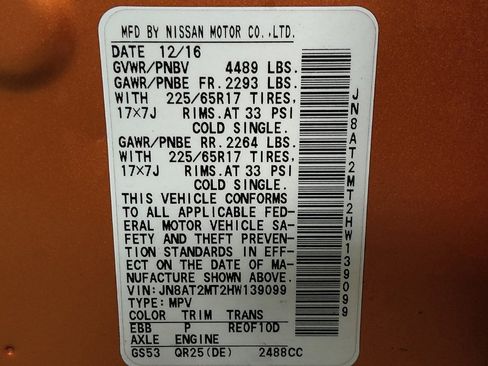 MFD BY NISSAN MOTOR CO.,LTD.
DATE 12/16
GVWR/PNBV 4489 LBS.
GAWR/PNBE FR. 2293 LBS.
WITH 225/65R17 TIRES,
17×7J RIMS. AT 33 PSI
COLD SINGLE.
GAWR/PNBE RR. 2264 LBS.
WITH 225/65R17 TIRES,
17×7J RIMS. AT 33 PSI
COLD SINGLE.
THIS VEHICLE CONFORMS
TO ALL APPLICABLE FED-
ERAL MOTOR VEHICLE SA-
FETY AND THEFT PREVEN-
TION STANDARDS IN EFF-
ECT ON THE DATE OF MA-
NUFACTURE SHOWN ABOVE.
VIN: JN8AT2MT2HW139099
TYPE: MPV
COLOR TRIM TRANS
EBB P RE0F10D
AXLE ENGINE
GS53 QR25(DE) 2488CC
JN8AT2MT2HW139099